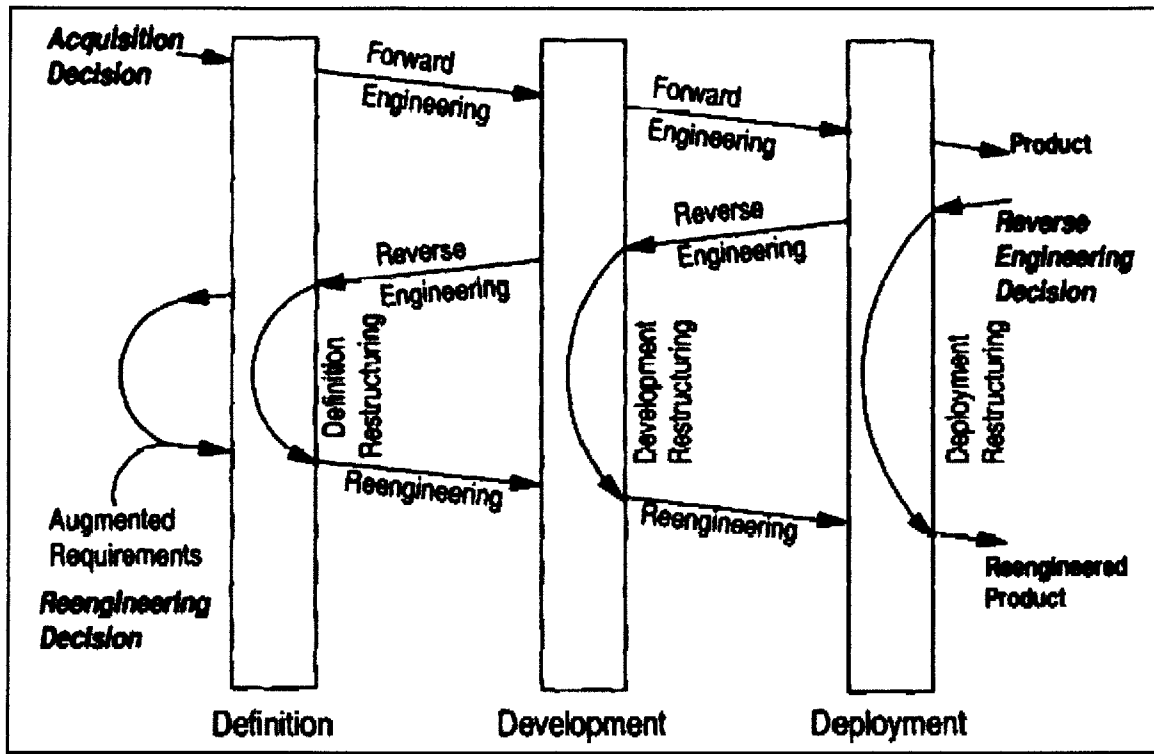 Acquisition
Decision
Forward
Engineering
Forward
Engineering
Product
Reverse
Engineering
Decision
Reverse
Engineering
Reverse
Engineering
Definition
Restructuring
Development
Restructuring
Deployment
Restructuring
Reengineering
Reengineering
Augmented
Requirements
Reengineering
Decision
Reengineered
Product
Definition
Development
Deployment